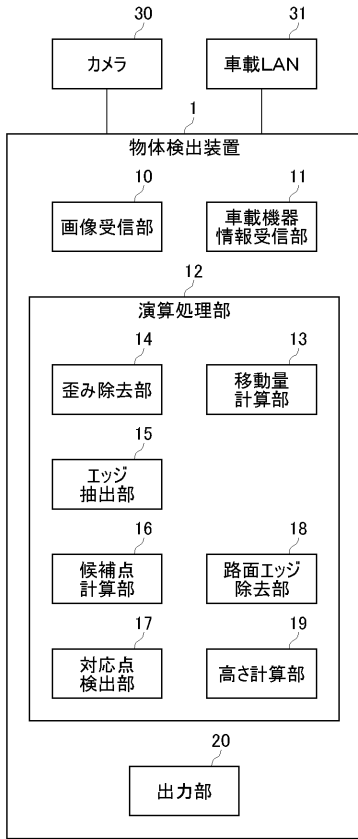 30
カメラ
31
車載LAN
1
物体検出装置
10
画像受信部
11
車載機器
情報受信部
12
演算処理部
14
歪み除去部
13
移動量
計算部
15
エッジ
抽出部
16
候補点
計算部
18
路面エッジ
除去部
17
対応点
検出部
19
高さ計算部
20
出力部